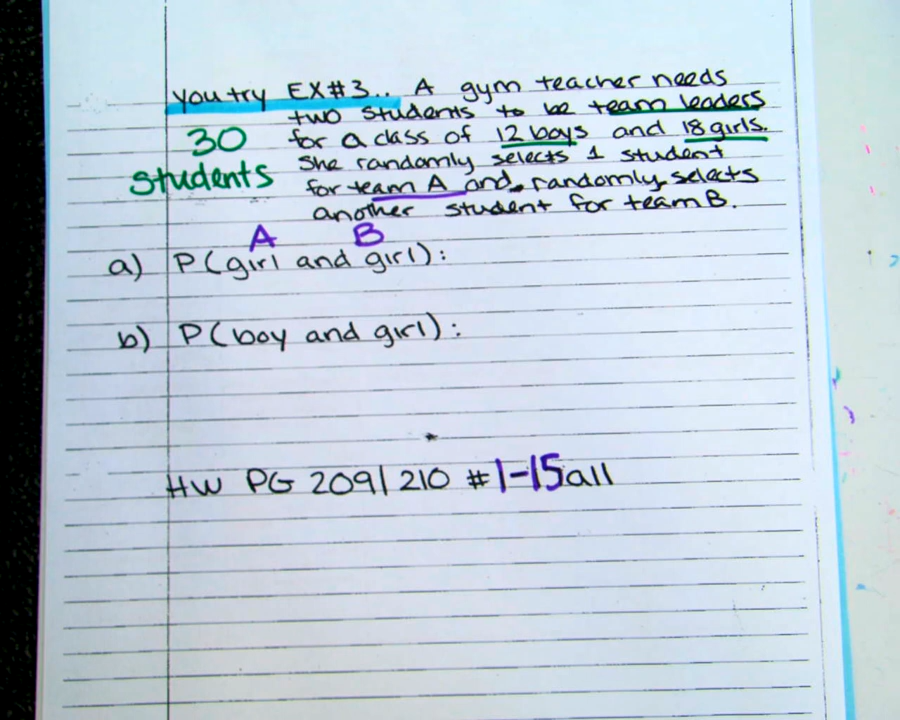 you try EX#3.. A gym teacher needs
two students to be team leaders
30 for a class of 12 boys and 18 girls.
students She randomly selects 1 student
for team A and randomly selects
another student for team B.
A B
a) P(girl and girl):
b) P(boy and girl):
HW PG 209/210 #1-15 all